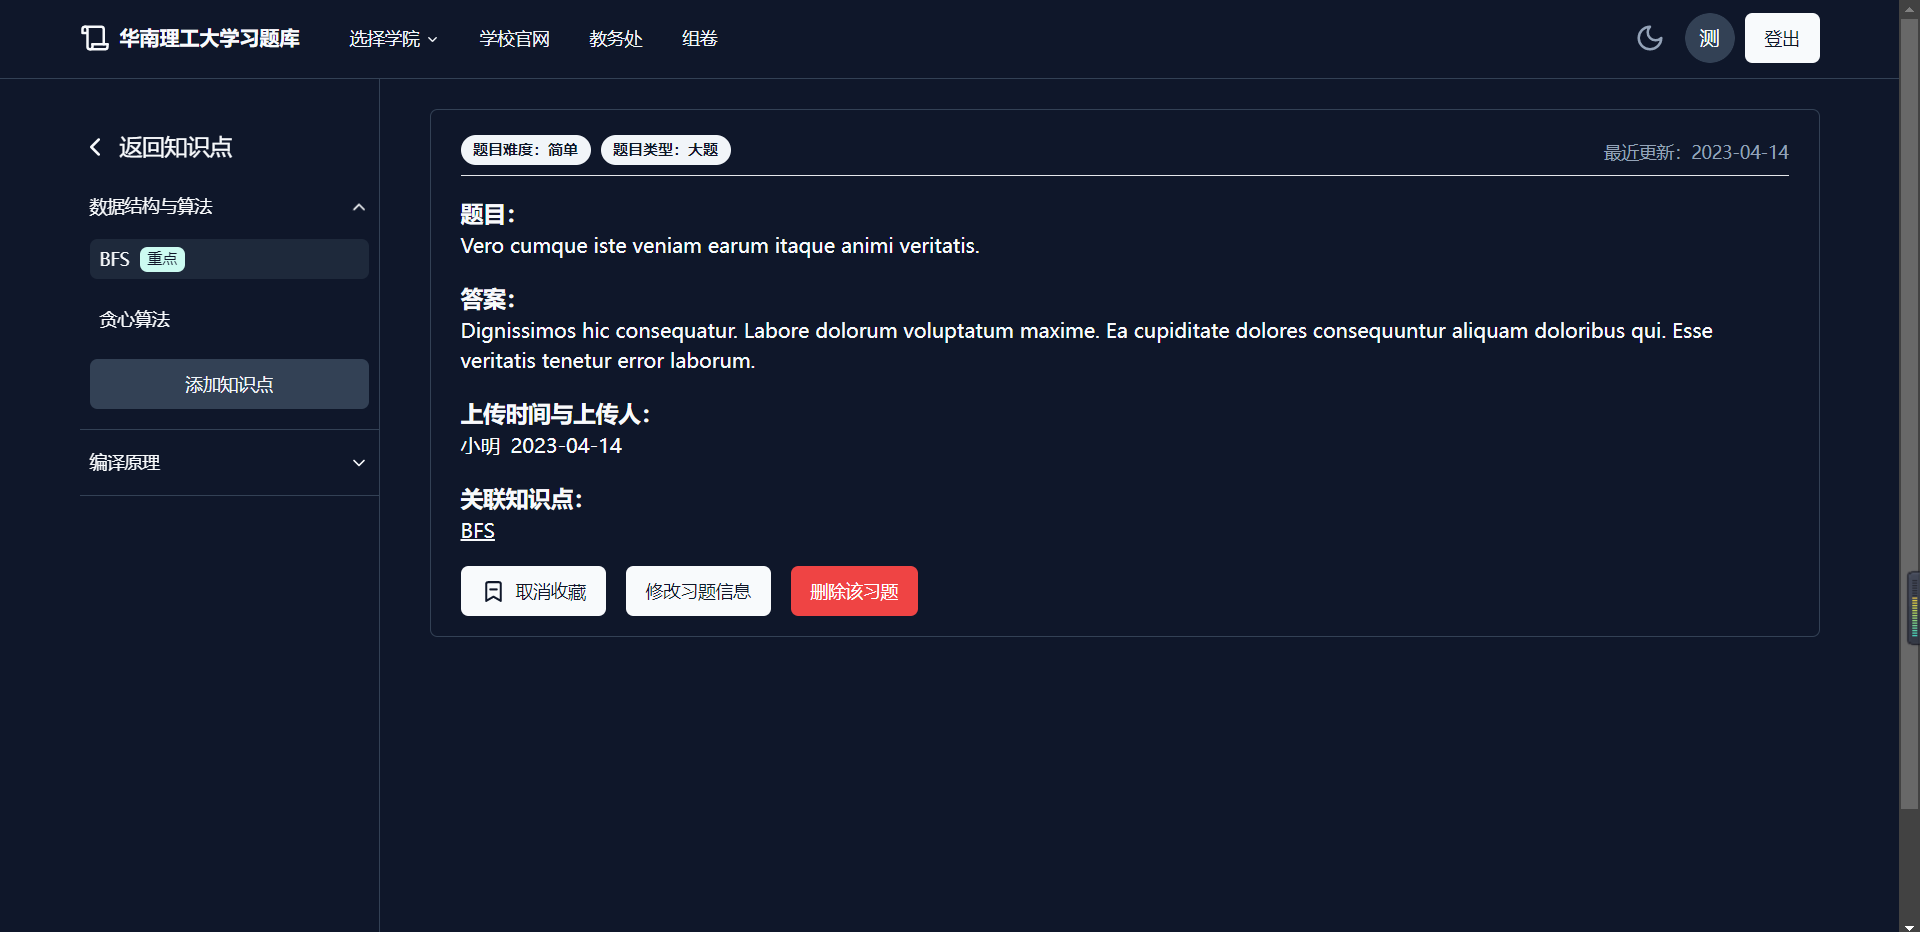 华南理工大学习题库
选择学院
学校官网
教务处
组卷
测
登出
返回知识点
数据结构与算法
BFS 重点
贪心算法
添加知识点
编译原理
题目难度：简单
题目类型：大题
最近更新：2023-04-14
题目：
Vero cumque iste veniam earum itaque animi veritatis.
答案：
Dignissimos hic consequatur. Labore dolorum voluptatum maxime. Ea cupiditate dolores consequuntur aliquam doloribus qui. Esse
veritatis tenetur error laborum.
上传时间与上传人：
小明 2023-04-14
关联知识点：
BFS
取消收藏
修改习题信息
删除该习题